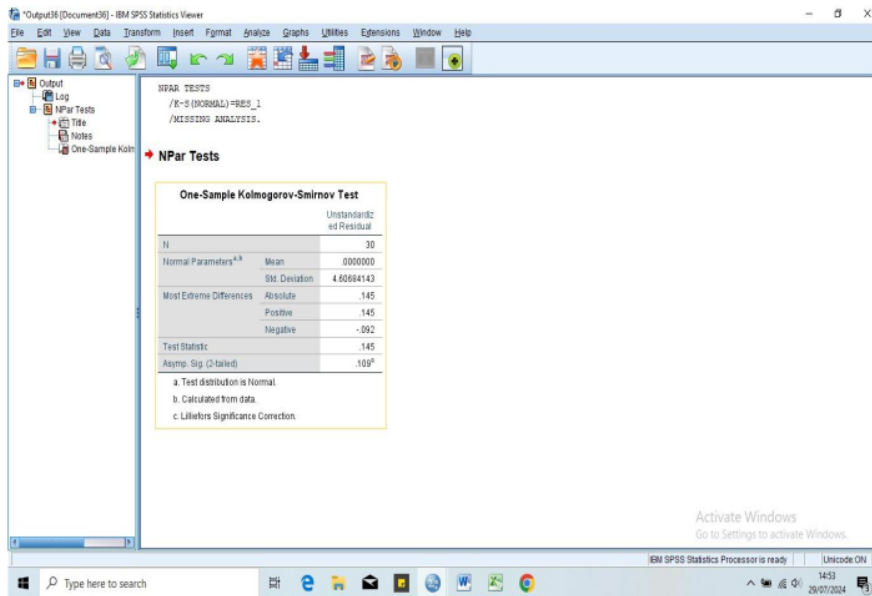 *Output36 [Document36] - IBM SPSS Statistics Viewer
File Edit View Data Transform Insert Format Analyze Graphs Utilities Extensions Window Help
Output
Log
NPar Tests
Title
Notes
One-Sample Kolm
NPAR TESTS
/K-S(NORMAL)=RES_1
/MISSING ANALYSIS.
NPar Tests
One-Sample Kolmogorov-Smirnov Test
Unstandardiz
ed Residual
N 30
Normal Parameters a,b Mean .0000000
Std. Deviation 4.60684143
Most Extreme Differences Absolute .145
Positive .145
Negative -.092
Test Statistic .145
Asymp. Sig. (2-tailed) .109c
a. Test distribution is Normal.
b. Calculated from data.
c. Lilliefors Significance Correction.
Activate Windows
Go to Settings to activate Windows.
IBM SPSS Statistics Processor is ready Unicode:ON
Type here to search
14:53
29/07/2024